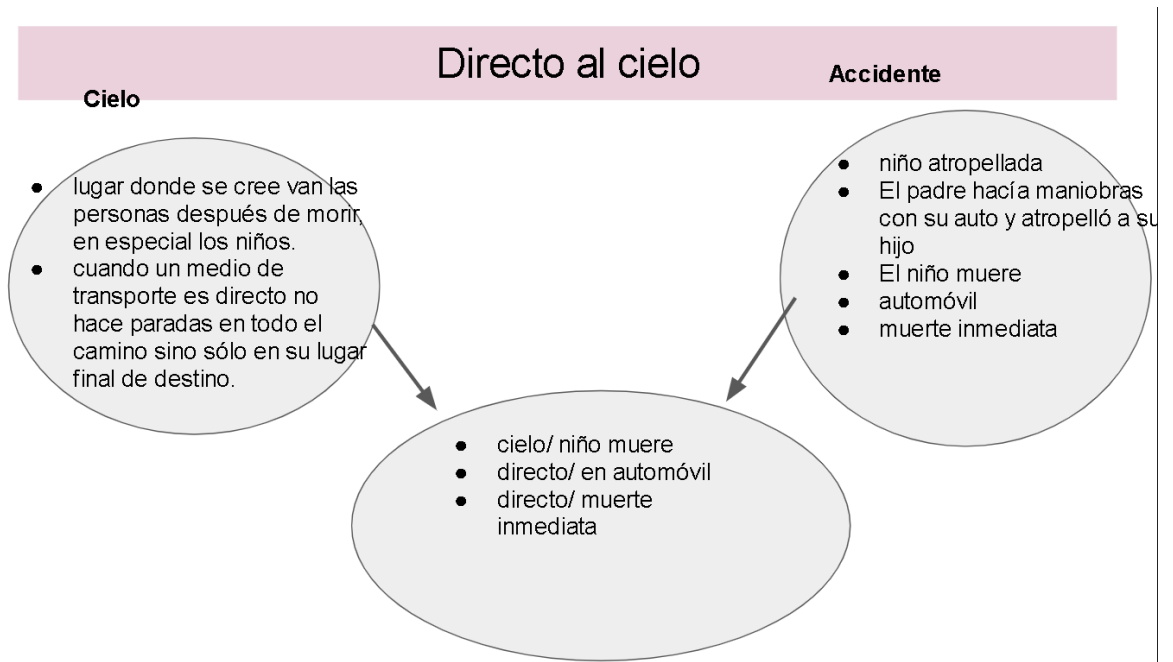 Directo al cielo
Cielo
Accidente
● lugar donde se cree van las
personas después de morir,
en especial los niños.
● cuando un medio de
transporte es directo no
hace paradas en todo el
camino sino sólo en su lugar
final de destino.
● niño atropellada
● El padre hacía maniobras
con su auto y atropelló a su
hijo
● El niño muere
● automóvil
● muerte inmediata
● cielo/ niño muere
● directo/ en automóvil
● directo/ muerte
inmediata